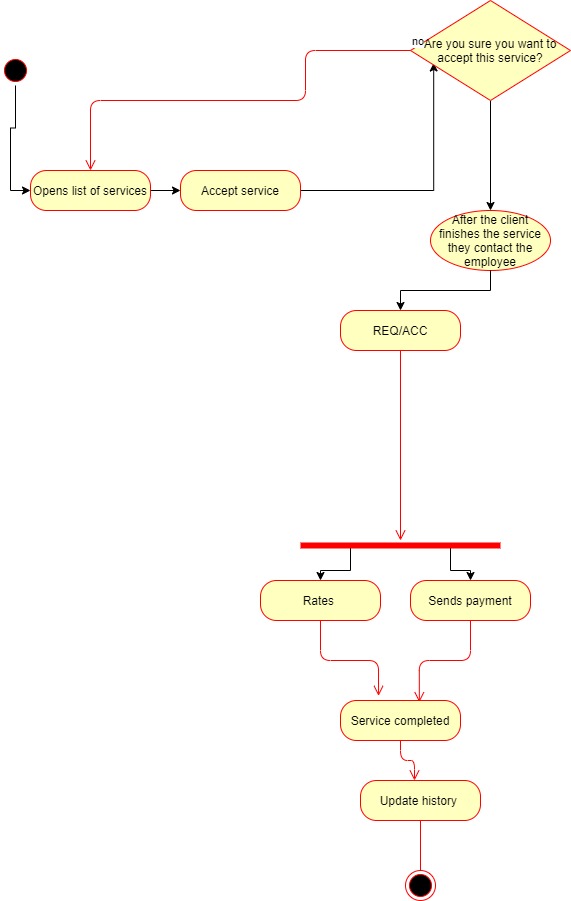 no
Are you sure you want to
accept this service?
Opens list of services
Accept service
After the client
finishes the service
they contact the
employee
REQ/ACC
Rates
Sends payment
Service completed
Update history